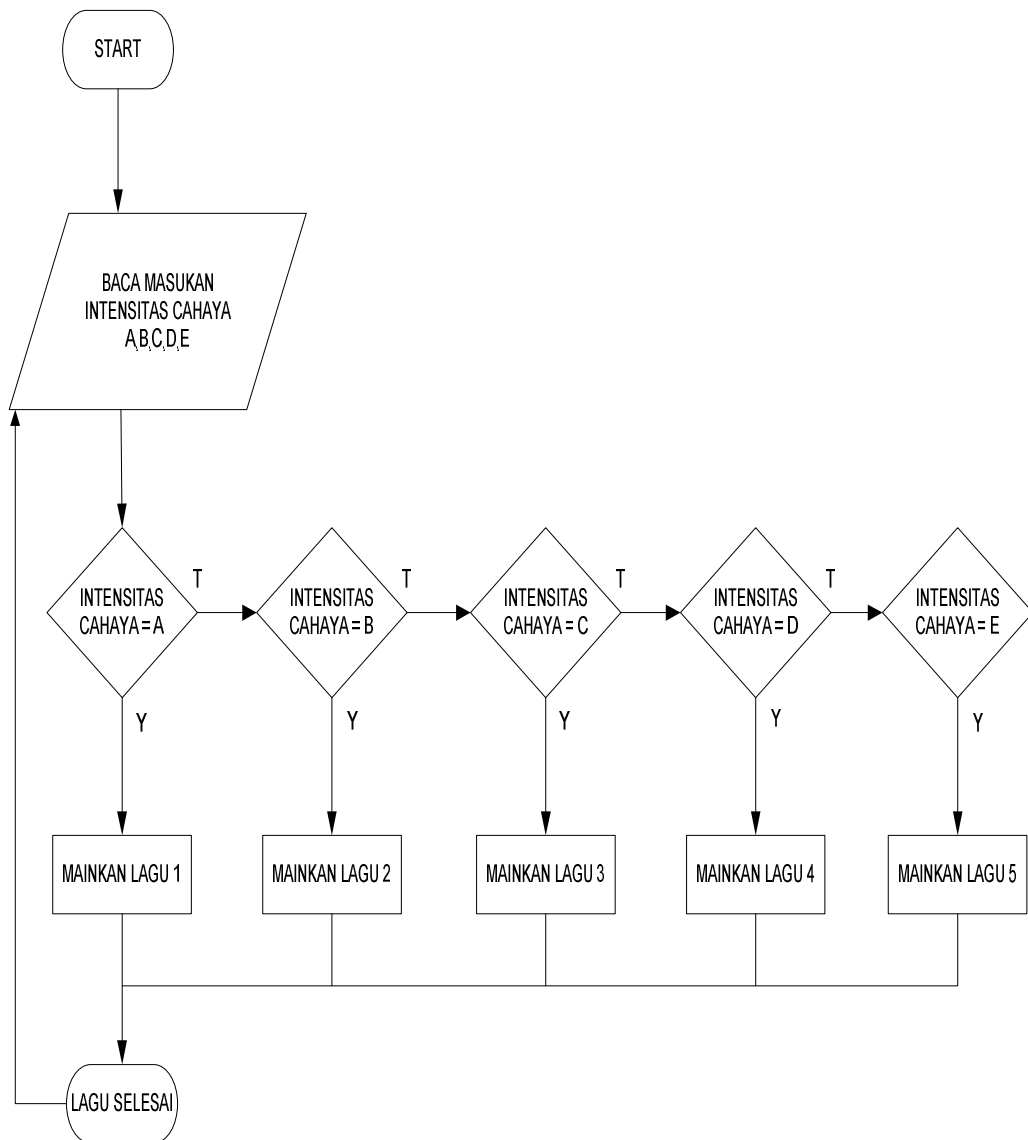 START
BACA MASUKAN
INTENSITAS CAHAYA
A,B,C,D,E
INTENSITAS
CAHAYA = A
T
INTENSITAS
CAHAYA = B
T
INTENSITAS
CAHAYA = C
T
INTENSITAS
CAHAYA = D
T
INTENSITAS
CAHAYA = E
Y
Y
Y
Y
Y
MAINKAN LAGU 1
MAINKAN LAGU 2
MAINKAN LAGU 3
MAINKAN LAGU 4
MAINKAN LAGU 5
LAGU SELESAI